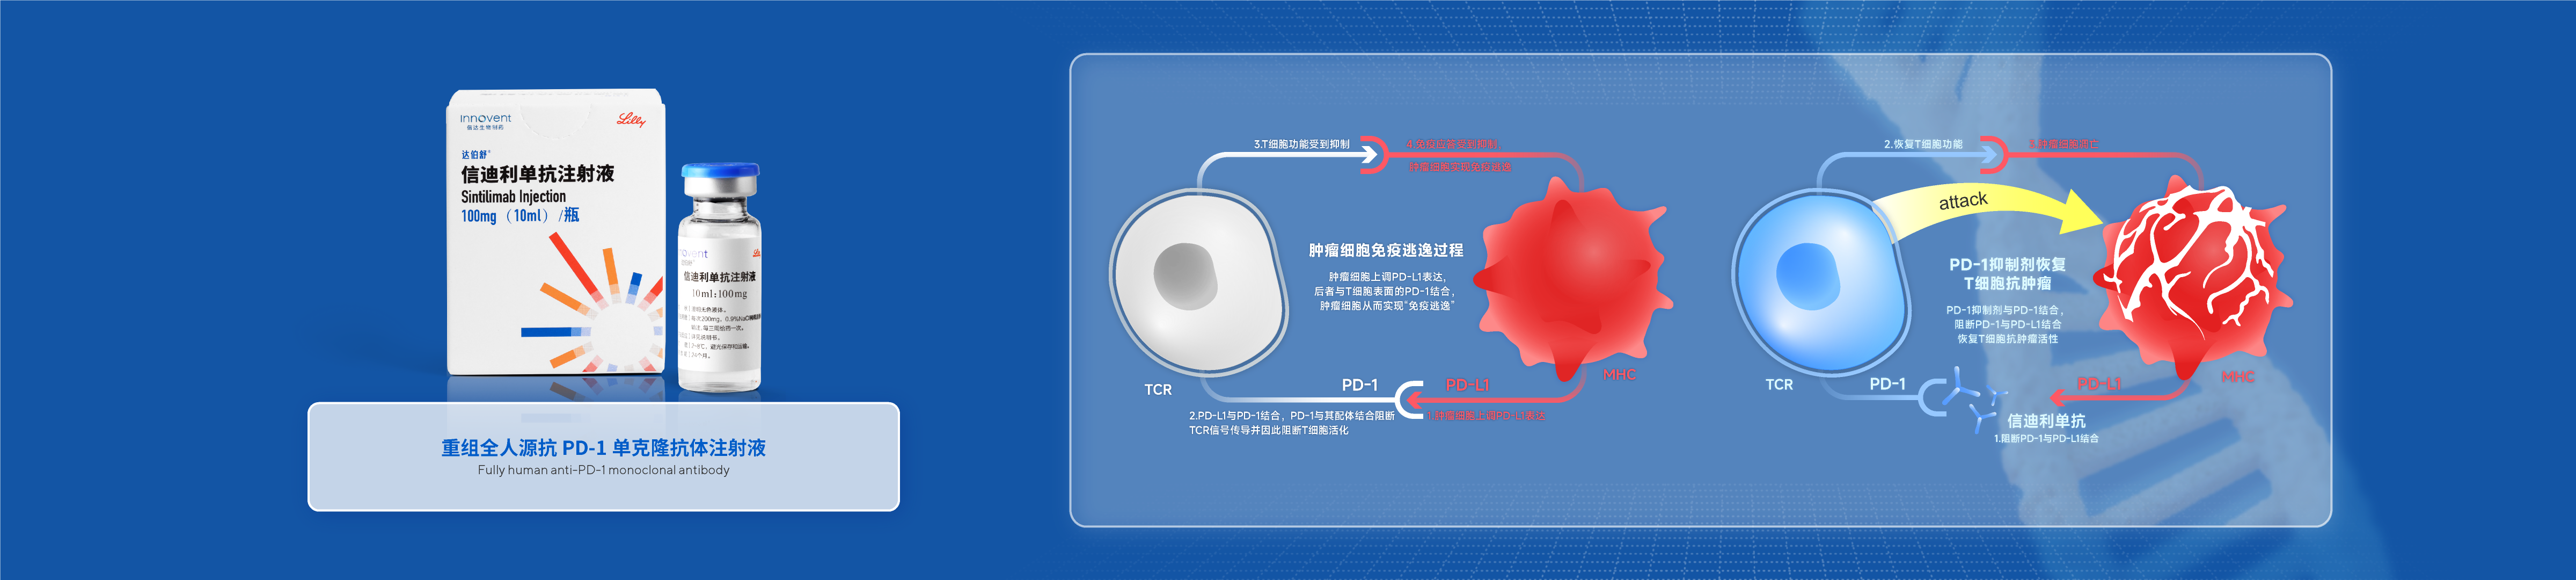 innovent
信达生物制药
Lilly
达伯舒®
信迪利单抗注射液
Sintilimab Injection
100mg（10ml）/瓶
novent
信迪利单抗注射液
10ml:100mg
重组全人源抗 PD-1 单克隆抗体注射液
Fully human anti-PD-1 monoclonal antibody
3.T细胞功能受到抑制
4.免疫应答受到抑制,
肿瘤细胞实现免疫逃逸
肿瘤细胞免疫逃逸过程
肿瘤细胞上调PD-L1表达,
后者与T细胞表面的PD-1结合,
肿瘤细胞从而实现"免疫逃逸"
TCR
PD-1
PD-L1
MHC
1.肿瘤细胞上调PD-L1表达
2.PD-L1与PD-1结合，PD-1与其配体结合阻断
TCR信号传导并因此阻断T细胞活化
2.恢复T细胞功能
3.肿瘤细胞凋亡
attack
PD-1抑制剂恢复
T细胞抗肿瘤
PD-1抑制剂与PD-1结合,
阻断PD-1与PD-L1结合
恢复T细胞抗肿瘤活性
TCR
PD-1
PD-L1
MHC
信迪利单抗
1.阻断PD-1与PD-L1结合